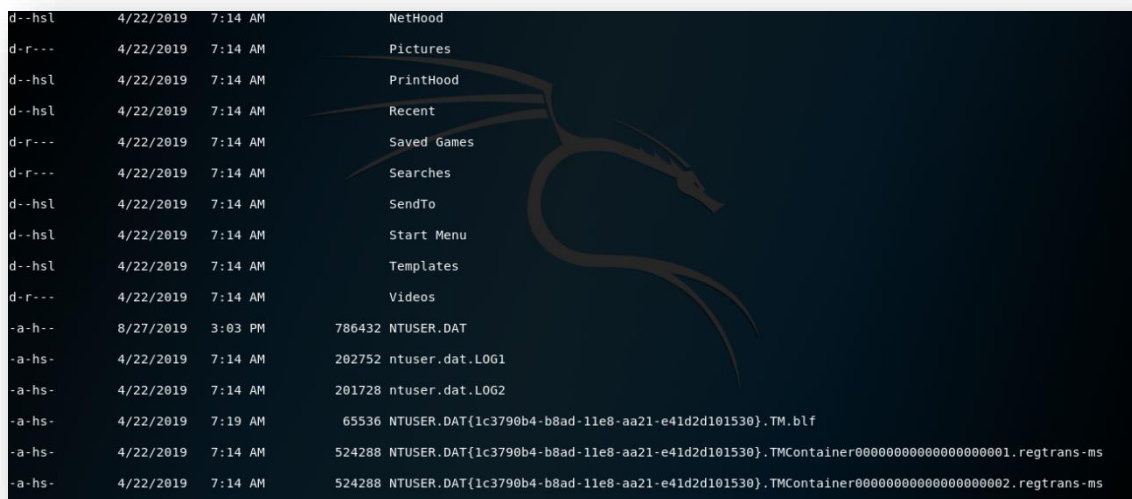 d--hsl 4/22/2019 7:14 AM NetHood
d-r--- 4/22/2019 7:14 AM Pictures
d--hsl 4/22/2019 7:14 AM PrintHood
d--hsl 4/22/2019 7:14 AM Recent
d-r--- 4/22/2019 7:14 AM Saved Games
d-r--- 4/22/2019 7:14 AM Searches
d--hsl 4/22/2019 7:14 AM SendTo
d--hsl 4/22/2019 7:14 AM Start Menu
d--hsl 4/22/2019 7:14 AM Templates
d-r--- 4/22/2019 7:14 AM Videos
-a-h-- 8/27/2019 3:03 PM 786432 NTUSER.DAT
-a-hs- 4/22/2019 7:14 AM 202752 ntuser.dat.LOG1
-a-hs- 4/22/2019 7:14 AM 201728 ntuser.dat.LOG2
-a-hs- 4/22/2019 7:19 AM 65536 NTUSER.DAT{1c3790b4-b8ad-11e8-aa21-e41d2d101530}.TM.blf
-a-hs- 4/22/2019 7:14 AM 524288 NTUSER.DAT{1c3790b4-b8ad-11e8-aa21-e41d2d101530}.TMContainer00000000000000000001.regtrans-ms
-a-hs- 4/22/2019 7:14 AM 524288 NTUSER.DAT{1c3790b4-b8ad-11e8-aa21-e41d2d101530}.TMContainer00000000000000000002.regtrans-ms